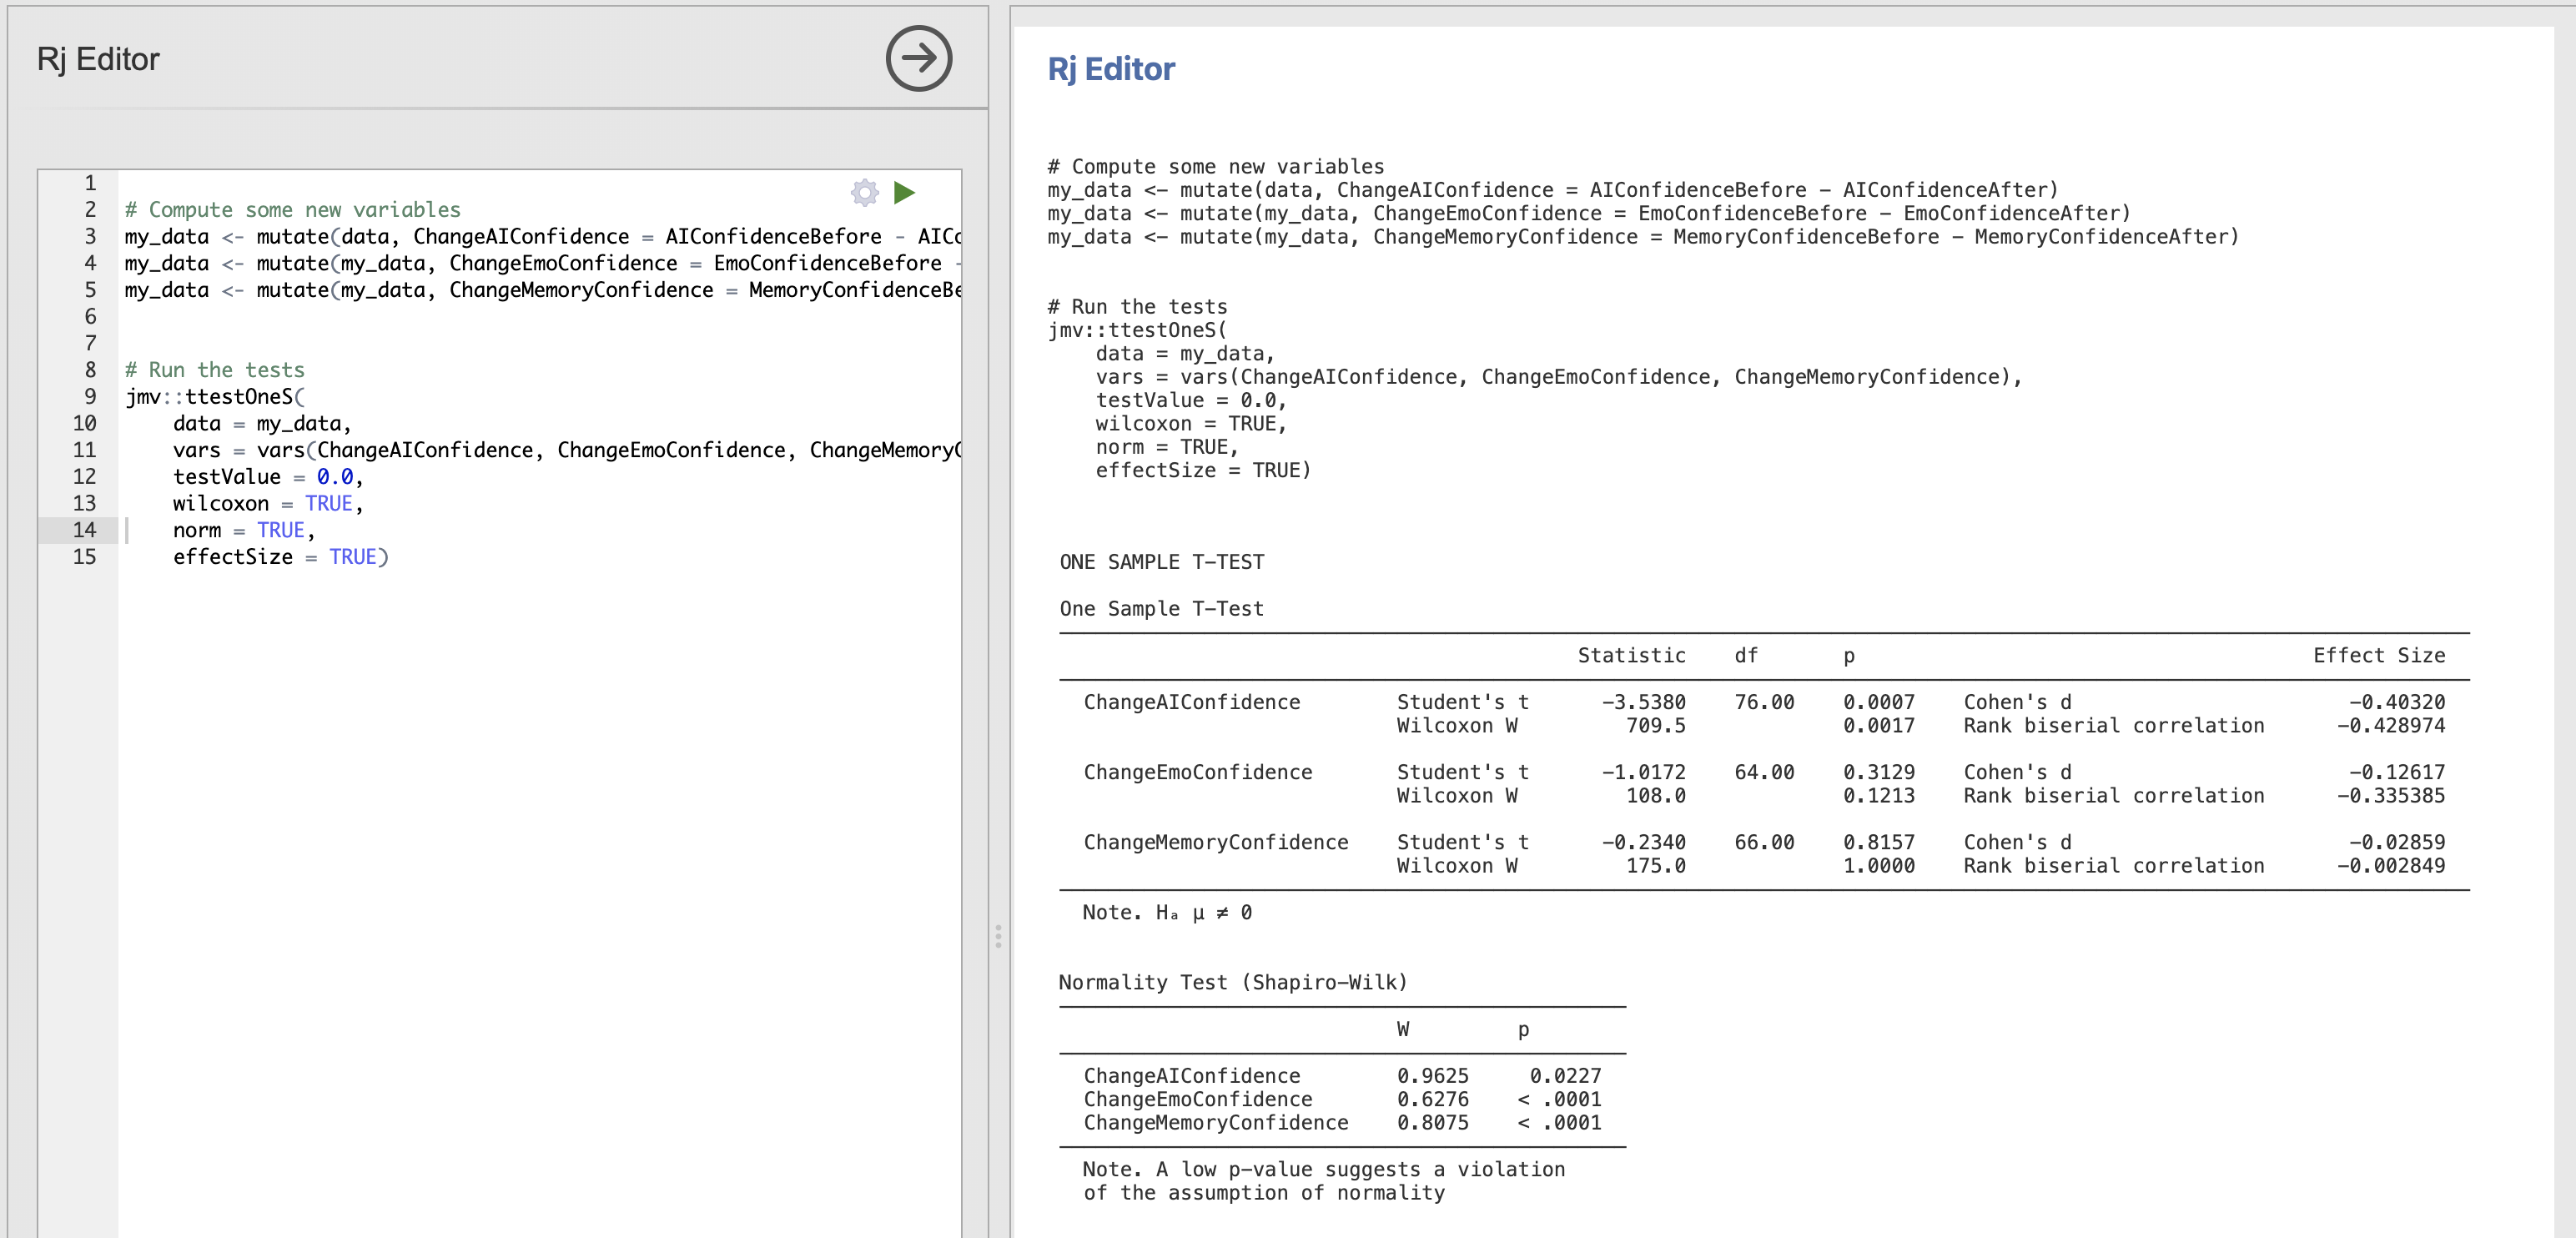 Rj Editor
1
2 # Compute some new variables
3 my_data <- mutate(data, ChangeAIConfidence = AIConfidenceBefore - AICo
4 my_data <- mutate(my_data, ChangeEmoConfidence = EmoConfidenceBefore -
5 my_data <- mutate(my_data, ChangeMemoryConfidence = MemoryConfidenceBe
6
7
8 # Run the tests
9 jmv::ttestOneS(
10 data = my_data,
11 vars = vars(ChangeAIConfidence, ChangeEmoConfidence, ChangeMemoryC
12 testValue = 0.0,
13 wilcoxon = TRUE,
14 norm = TRUE,
15 effectSize = TRUE)
Rj Editor
# Compute some new variables
my_data <- mutate(data, ChangeAIConfidence = AIConfidenceBefore - AIConfidenceAfter)
my_data <- mutate(my_data, ChangeEmoConfidence = EmoConfidenceBefore - EmoConfidenceAfter)
my_data <- mutate(my_data, ChangeMemoryConfidence = MemoryConfidenceBefore - MemoryConfidenceAfter)
# Run the tests
jmv::ttestOneS(
data = my_data,
vars = vars(ChangeAIConfidence, ChangeEmoConfidence, ChangeMemoryConfidence),
testValue = 0.0,
wilcoxon = TRUE,
norm = TRUE,
effectSize = TRUE)
ONE SAMPLE T-TEST
One Sample T-Test
Statistic df p Effect Size
ChangeAIConfidence Student's t -3.5380 76.00 0.0007 Cohen's d -0.40320
Wilcoxon W 709.5 0.0017 Rank biserial correlation -0.428974
ChangeEmoConfidence Student's t -1.0172 64.00 0.3129 Cohen's d -0.12617
Wilcoxon W 108.0 0.1213 Rank biserial correlation -0.335385
ChangeMemoryConfidence Student's t -0.2340 66.00 0.8157 Cohen's d -0.02859
Wilcoxon W 175.0 1.0000 Rank biserial correlation -0.002849
Note. Hₐ μ ≠ 0
Normality Test (Shapiro-Wilk)
W p
ChangeAIConfidence 0.9625 0.0227
ChangeEmoConfidence 0.6276 < .0001
ChangeMemoryConfidence 0.8075 < .0001
Note. A low p-value suggests a violation
of the assumption of normality